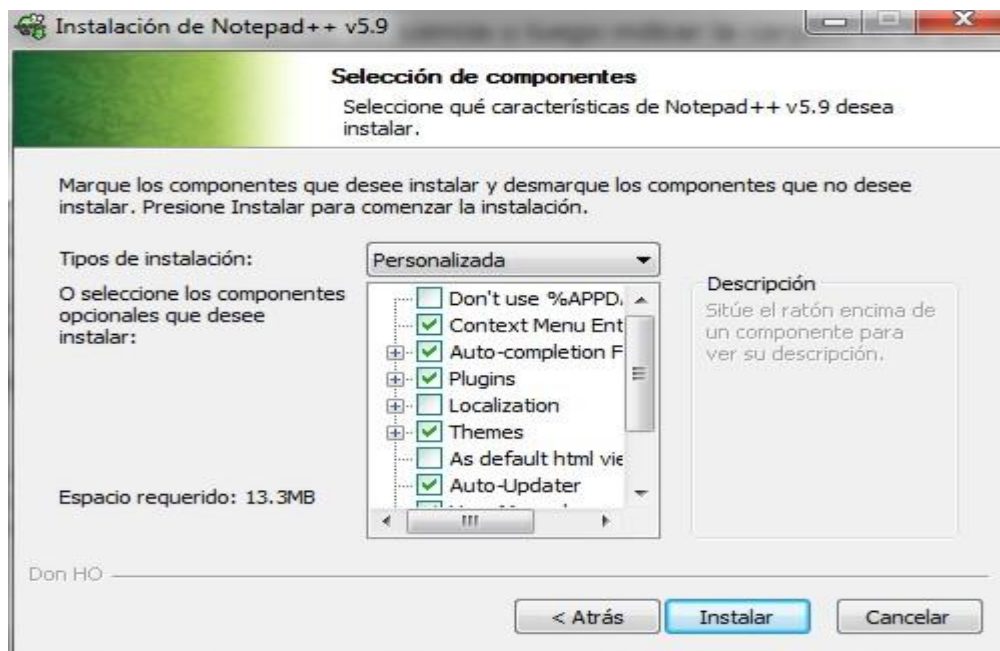 Instalación de Notepad++ v5.9
Selección de componentes
Seleccione qué características de Notepad++ v5.9 desea
instalar.
Marque los componentes que desee instalar y desmarque los componentes que no desee
instalar. Presione Instalar para comenzar la instalación.
Tipos de instalación:
Personalizada
O seleccione los componentes
opcionales que desee
instalar:
Don't use %APPD
Context Menu Ent
Auto-completion F
Plugins
Localization
Themes
As default html vie
Auto-Updater
Descripción
Sitúe el ratón encima de
un componente para
ver su descripción.
Espacio requerido: 13.3MB
Don HO
< Atrás
Instalar
Cancelar